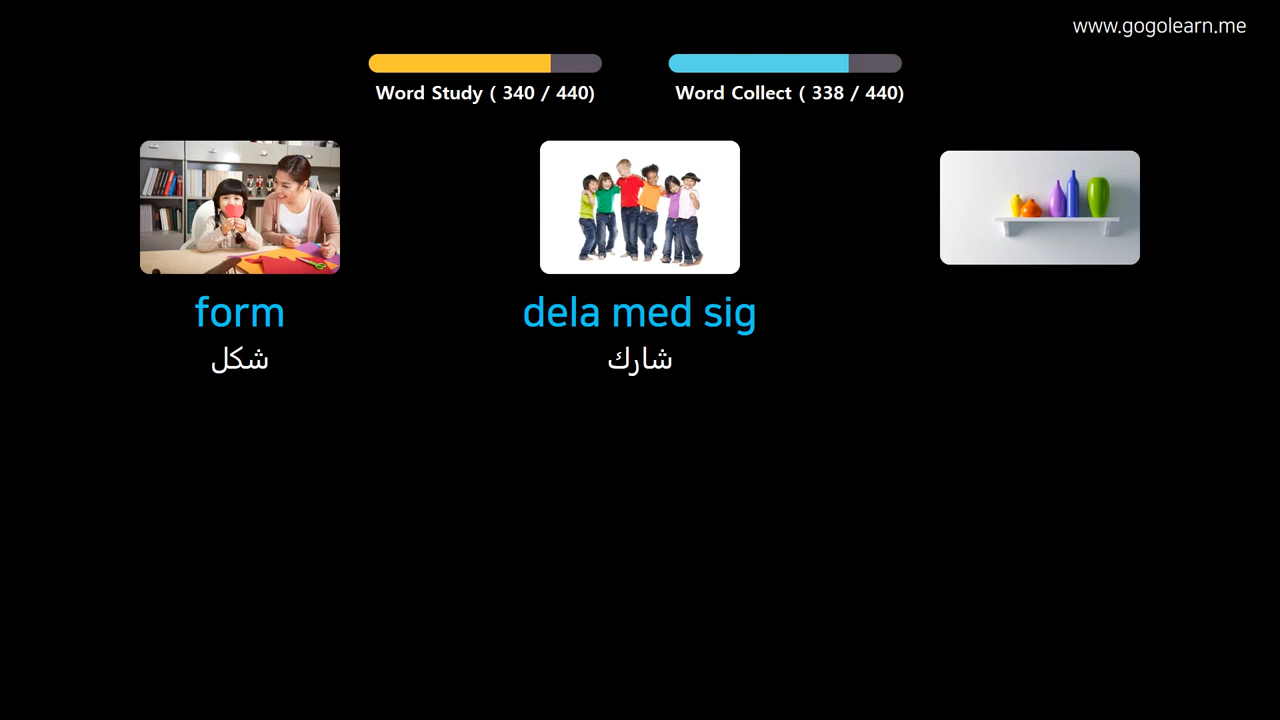 www.gogolearn.me
Word Study ( 340 / 440)
Word Collect ( 338 / 440)
form
شكل
dela med sig
شارك